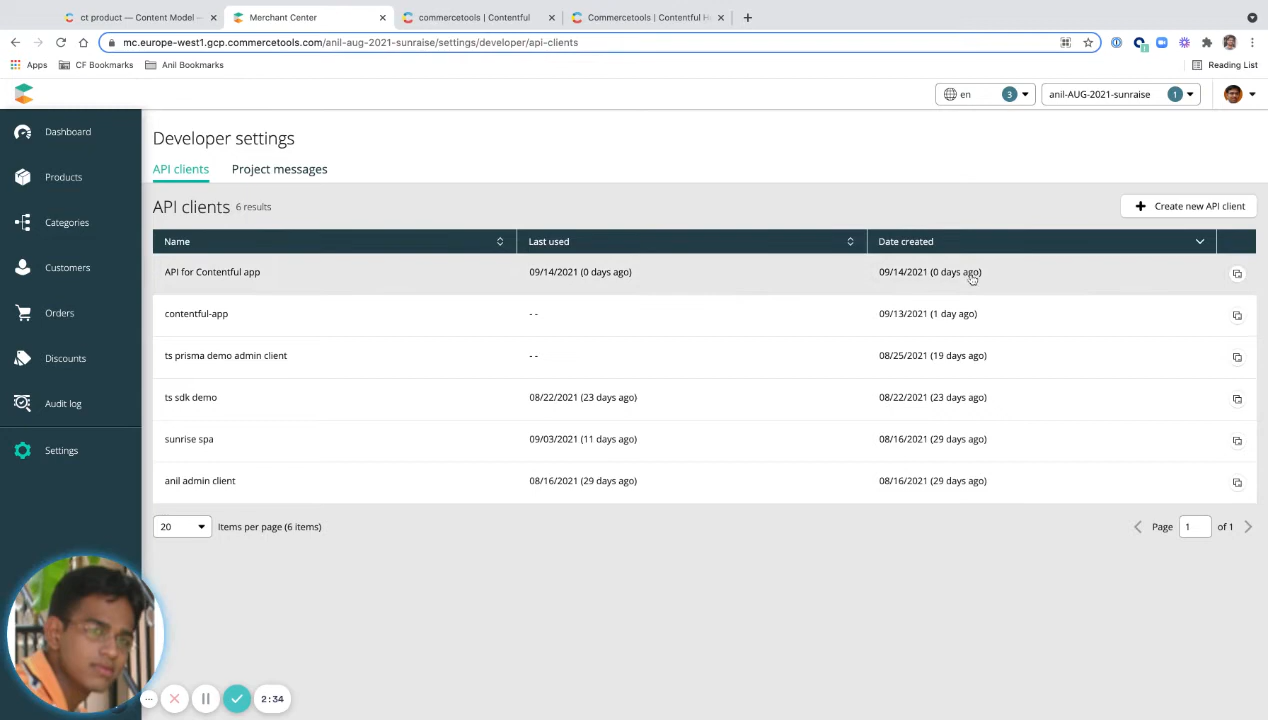 ct product — Content Model –
Merchant Center
commercetools | Contentful
Commercetools | Contentful H
mc.europe-west1.gcp.commercetools.com/anil-aug-2021-sunraise/settings/developer/api-clients
Apps CF Bookmarks Anil Bookmarks Reading List
en 3 anil-AUG-2021-sunraise 1
Dashboard
Products
Categories
Customers
Orders
Discounts
Audit log
Settings
Developer settings
API clients Project messages
API clients 6 results
Create new API client
Name Last used Date created
API for Contentful app 09/14/2021 (0 days ago) 09/14/2021 (0 days ago)
contentful-app - - 09/13/2021 (1 day ago)
ts prisma demo admin client - - 08/25/2021 (19 days ago)
ts sdk demo 08/22/2021 (23 days ago) 08/22/2021 (23 days ago)
sunrise spa 09/03/2021 (11 days ago) 08/16/2021 (29 days ago)
anil admin client 08/16/2021 (29 days ago) 08/16/2021 (29 days ago)
20 Items per page (6 items) Page 1 of 1
2:34